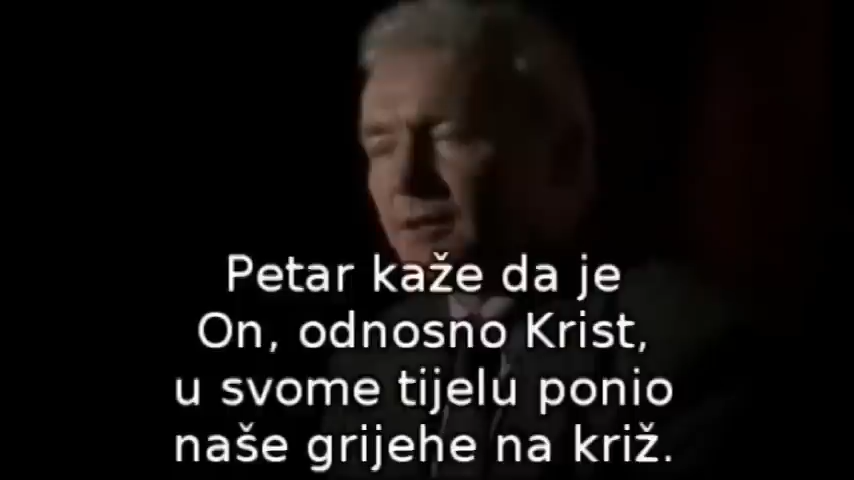 Petar kaže da je
On, odnosno Krist,
u svome tijelu ponio
naše grijehe na križ.